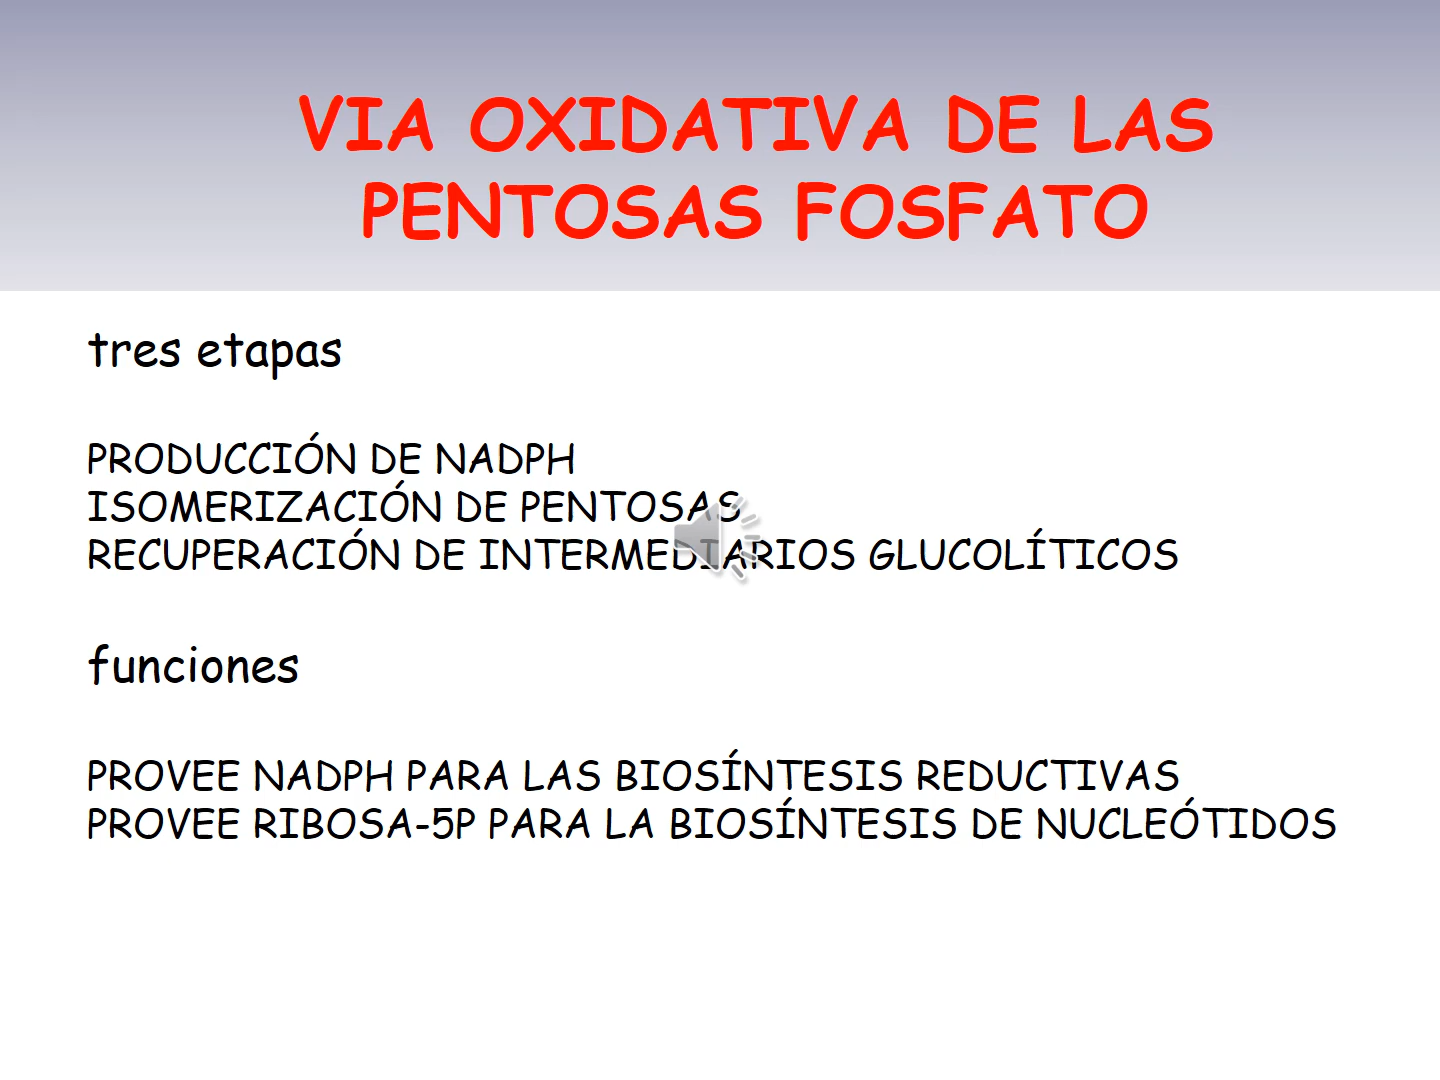 VIA OXIDATIVA DE LAS
PENTOSAS FOSFATO
tres etapas
PRODUCCIÓN DE NADPH
ISOMERIZACIÓN DE PENTOSAS
RECUPERACIÓN DE INTERMEDIARIOS GLUCOLÍTICOS
funciones
PROVEE NADPH PARA LAS BIOSÍNTESIS REDUCTIVAS
PROVEE RIBOSA-5P PARA LA BIOSÍNTESIS DE NUCLEÓTIDOS